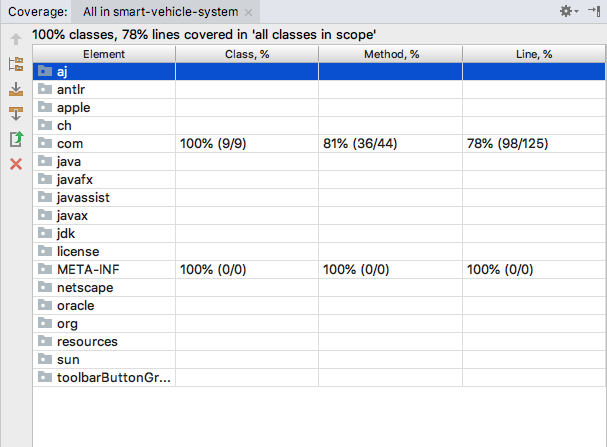 Coverage: All in smart-vehicle-system
100% classes, 78% lines covered in 'all classes in scope'
Element Class, % Method, % Line, %
aj
antlr
apple
ch
com 100% (9/9) 81% (36/44) 78% (98/125)
java
javafx
javassist
javax
jdk
license
META-INF 100% (0/0) 100% (0/0) 100% (0/0)
netscape
oracle
org
resources
sun
toolbarButtonGr...